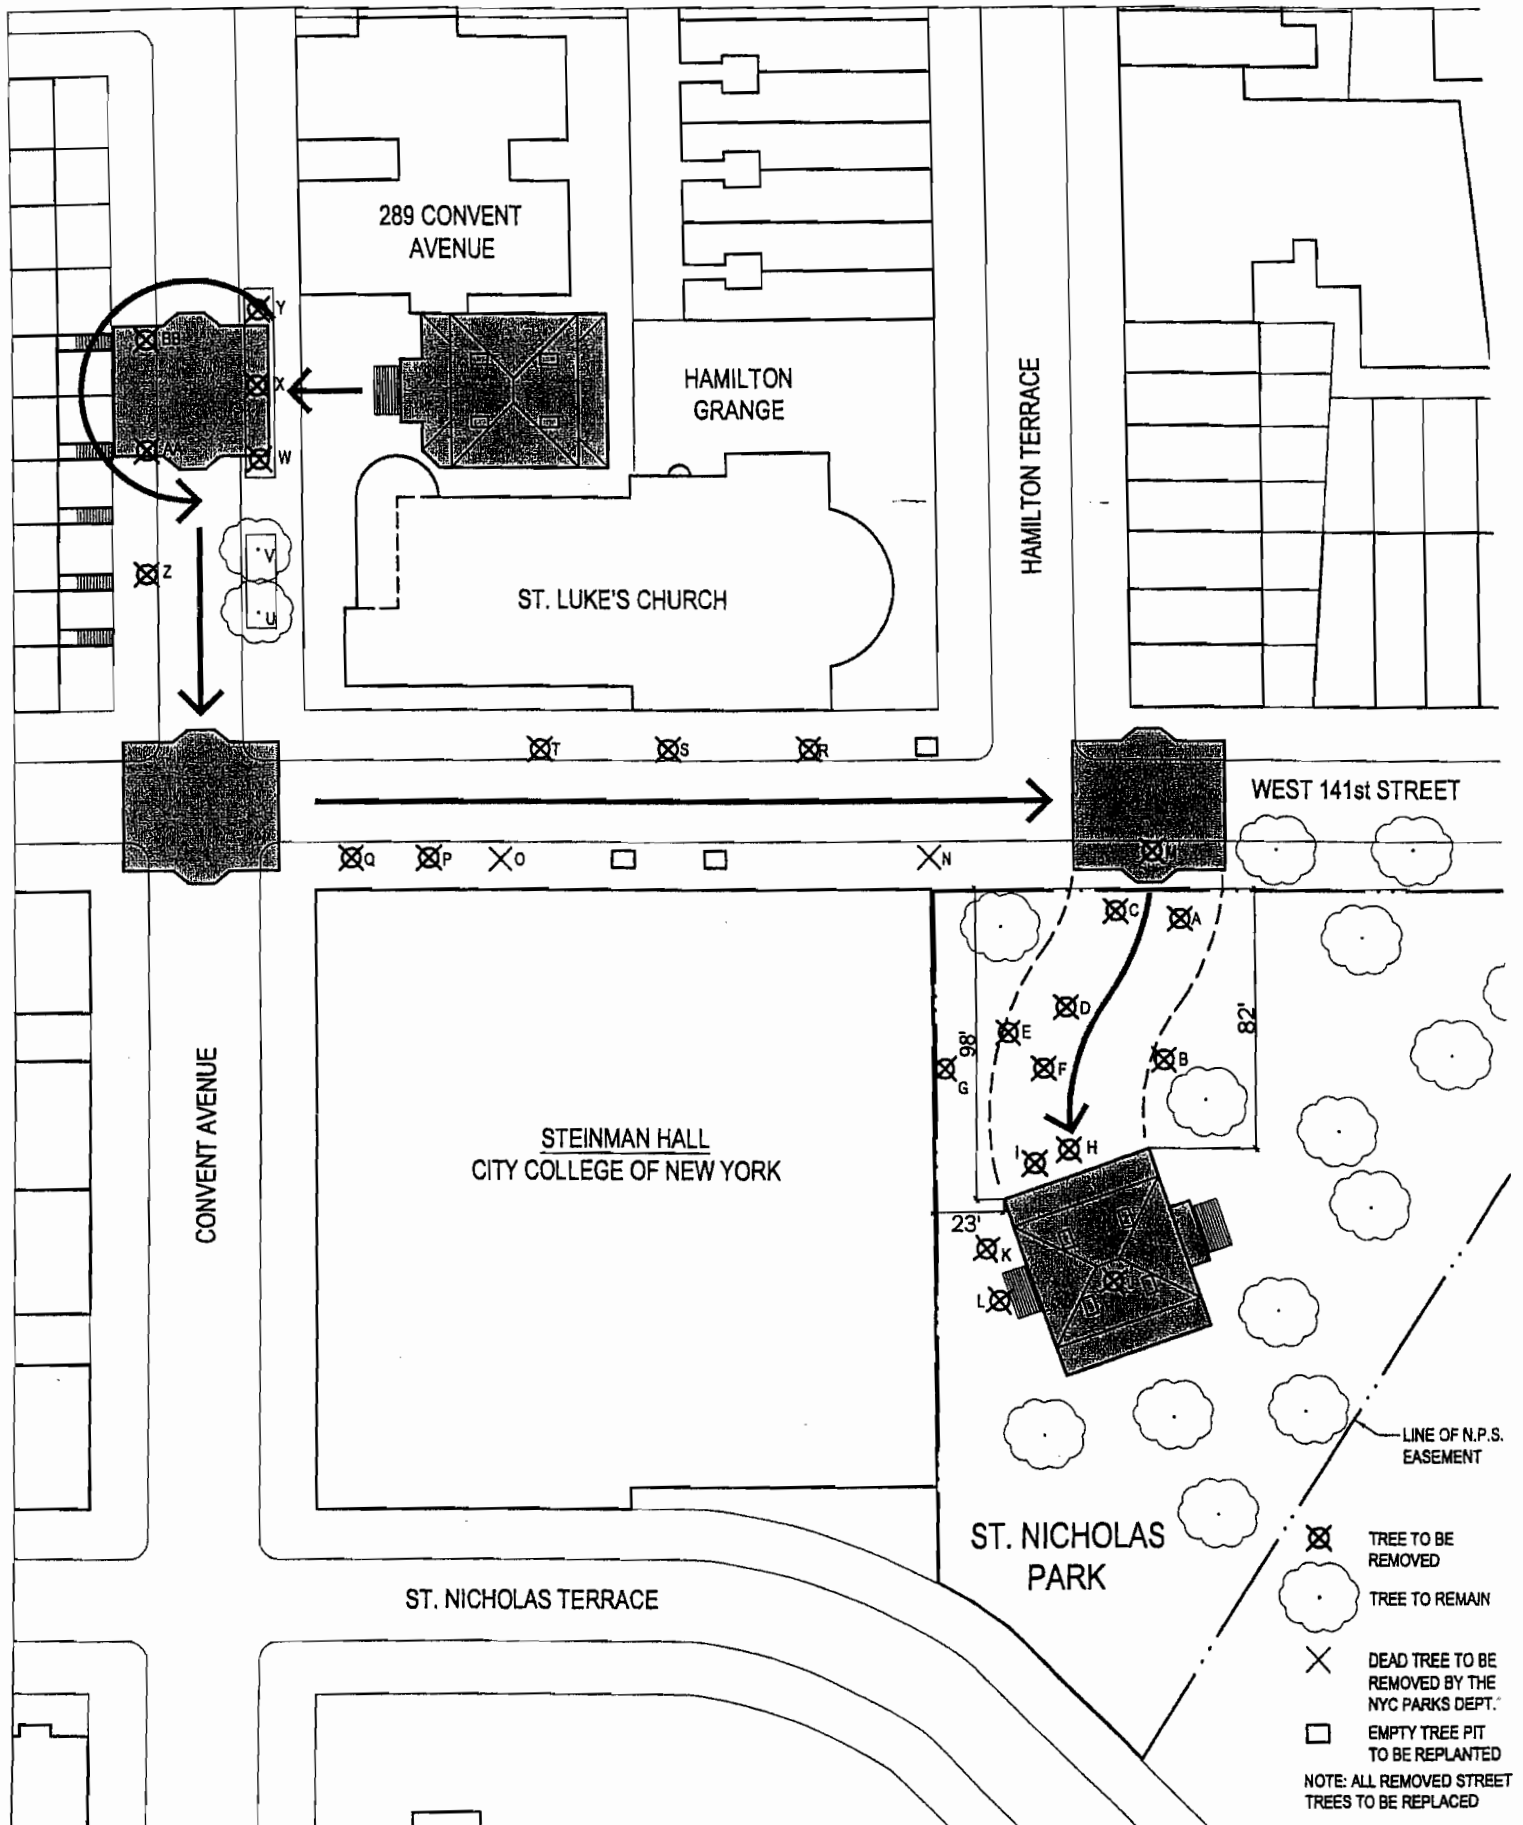 289 CONVENT
AVENUE
Y
BB
X
HAMILTON
GRANGE
AA
W
HAMILTON TERRACE
V
Z
U
ST. LUKE'S CHURCH
T
S
R
WEST 141st STREET
Q
P
O
N
M
C
A
D
E
98'
82'
F
B
G
CONVENT AVENUE
STEINMAN HALL
CITY COLLEGE OF NEW YORK
I
H
23'
K
J
L
LINE OF N.P.S.
EASEMENT
ST. NICHOLAS
PARK
TREE TO BE
REMOVED
TREE TO REMAIN
ST. NICHOLAS TERRACE
DEAD TREE TO BE
REMOVED BY THE
NYC PARKS DEPT.
EMPTY TREE PIT
TO BE REPLANTED
NOTE: ALL REMOVED STREET
TREES TO BE REPLACED